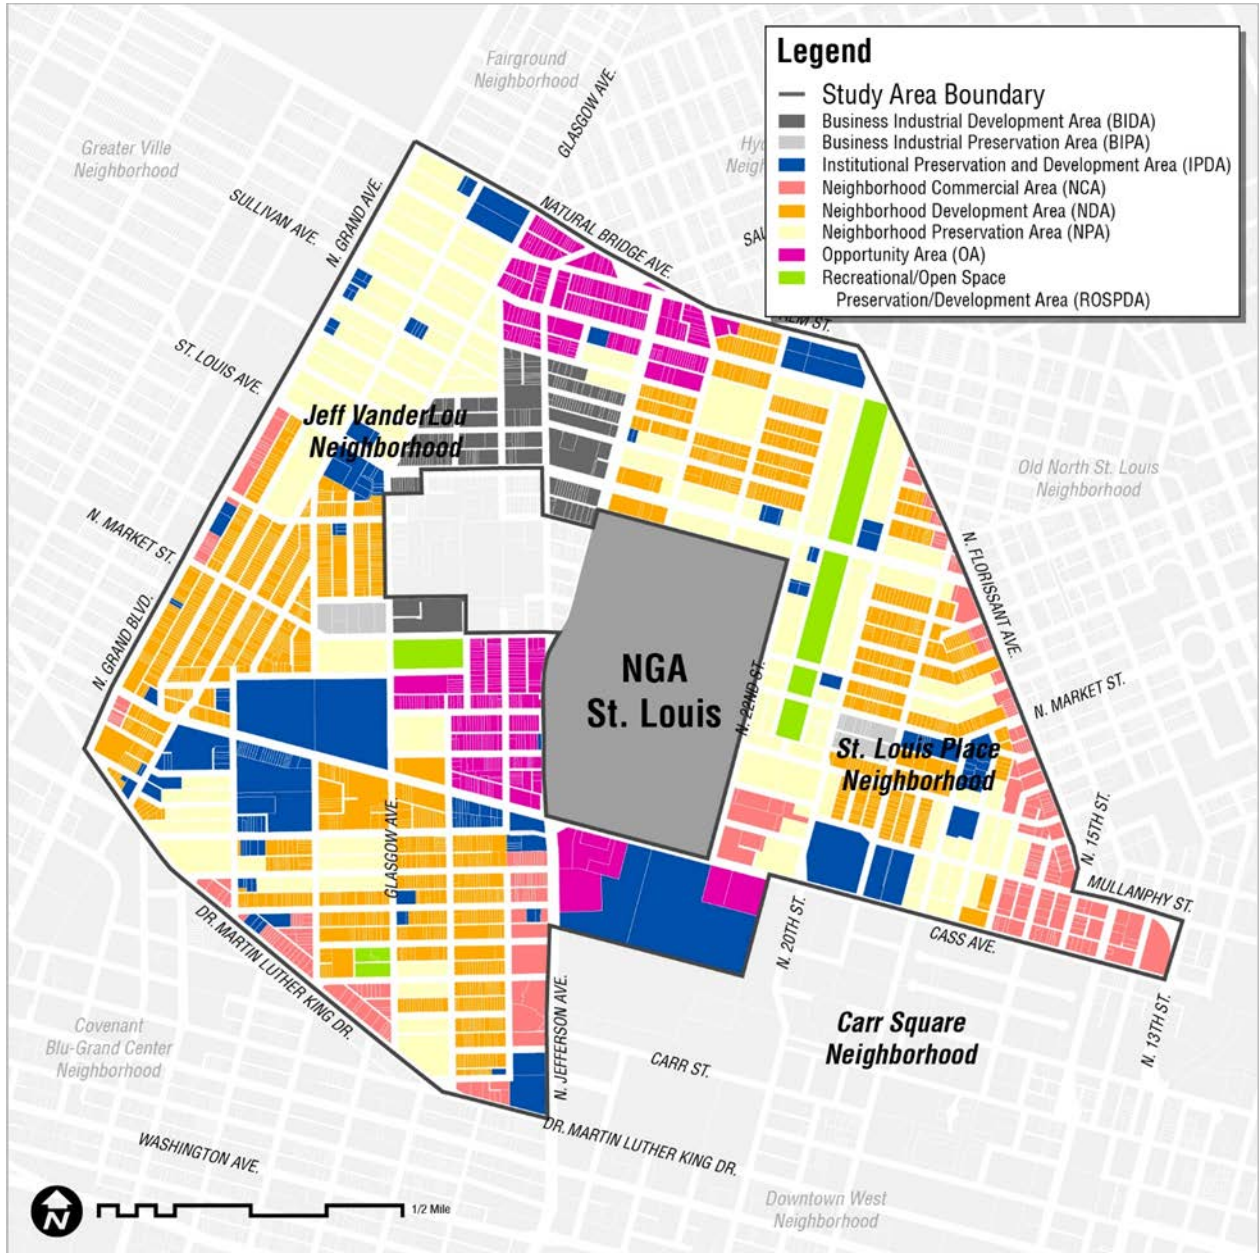 Fairground
Neighborhood
GLASGOW AVE.
Legend
Study Area Boundary
Business Industrial Development Area (BIDA)
Business Industrial Preservation Area (BIPA)
Institutional Preservation and Development Area (IPDA)
Neighborhood Commercial Area (NCA)
Neighborhood Development Area (NDA)
Neighborhood Preservation Area (NPA)
Opportunity Area (OA)
Recreational/Open Space
Preservation/Development Area (ROSPDA)
Greater Ville
Neighborhood
SULLIVAN AVE.
N. GRAND AVE.
NATURAL BRIDGE AVE.
ST. LOUIS AVE.
Jeff VanderLou
Neighborhood
Old North St. Louis
Neighborhood
N. MARKET ST.
N. FLORISSANT AVE.
N. GRAND BLVD.
NGA
St. Louis
N. 22ND ST.
N. MARKET ST.
St. Louis Place
Neighborhood
GLASGOW AVE.
N. 15TH ST.
MULLANPHY ST.
DR. MARTIN LUTHER KING DR.
N. 20TH ST.
CASS AVE.
N. JEFFERSON AVE.
N. 13TH ST.
Carr Square
Neighborhood
Covenant
Blu-Grand Center
Neighborhood
CARR ST.
DR. MARTIN LUTHER KING DR.
WASHINGTON AVE.
Downtown West
Neighborhood
N
1/2 Mile